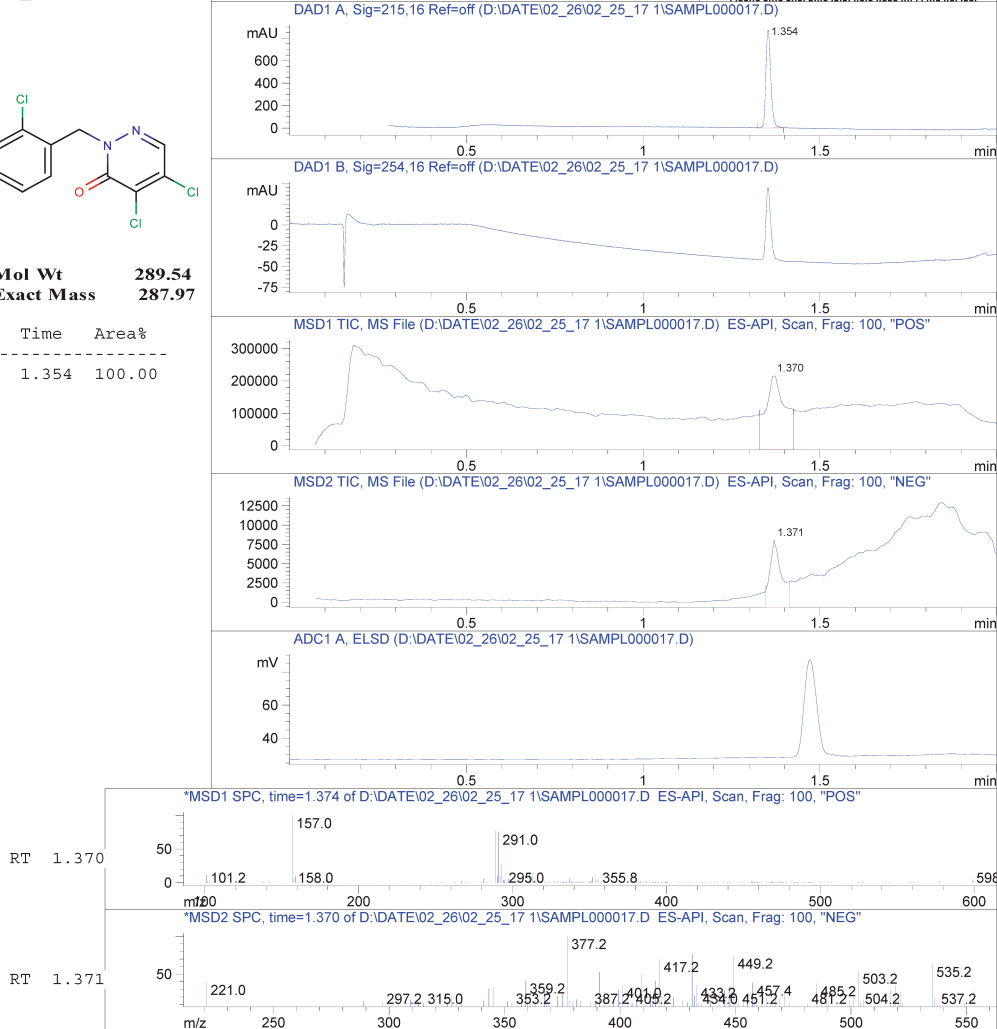 DAD1 A, Sig=215,16 Ref=off (D:\DATE\02_26\02_25_17 1\SAMPL000017.D)
mAU
1.354
600
400
200
0
0.5 1 1.5 min
Cl
N
N
O
Cl
Cl
Mol Wt 289.54
Exact Mass 287.97
Time Area%
1.354 100.00
DAD1 B, Sig=254,16 Ref=off (D:\DATE\02_26\02_25_17 1\SAMPL000017.D)
mAU
0
-25
-50
-75
0.5 1 1.5 min
MSD1 TIC, MS File (D:\DATE\02_26\02_25_17 1\SAMPL000017.D) ES-API, Scan, Frag: 100, "POS"
300000
200000
100000
0
1.370
0.5 1 1.5 min
MSD2 TIC, MS File (D:\DATE\02_26\02_25_17 1\SAMPL000017.D) ES-API, Scan, Frag: 100, "NEG"
12500
10000
7500
5000
2500
0
1.371
0.5 1 1.5 min
ADC1 A, ELSD (D:\DATE\02_26\02_25_17 1\SAMPL000017.D)
mV
60
40
0.5 1 1.5 min
*MSD1 SPC, time=1.374 of D:\DATE\02_26\02_25_17 1\SAMPL000017.D ES-API, Scan, Frag: 100, "POS"
RT 1.370
50
0
157.0
291.0
101.2 158.0 295.0 355.8 598
m/z 100 200 300 400 500 600
*MSD2 SPC, time=1.370 of D:\DATE\02_26\02_25_17 1\SAMPL000017.D ES-API, Scan, Frag: 100, "NEG"
RT 1.371
50
377.2
417.2 449.2
503.2 535.2
221.0 359.2 401.0 433.2 457.4 485.2
297.2 315.0 353.2 387.2 405.2 434.0 451.2 481.2 504.2 537.2
m/z 250 300 350 400 450 500 550